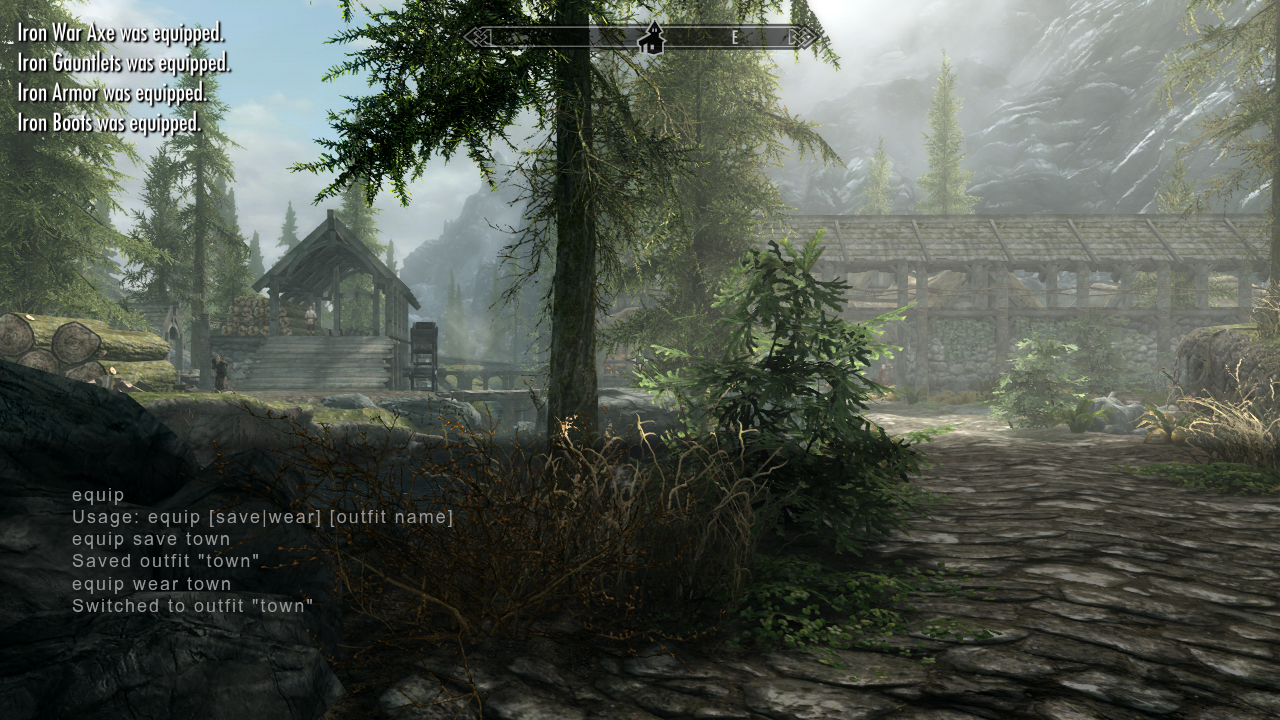 Iron War Axe was equipped.
Iron Gauntlets was equipped.
Iron Armor was equipped.
Iron Boots was equipped.
E
equip
Usage: equip [save|wear] [outfit name]
equip save town
Saved outfit "town"
equip wear town
Switched to outfit "town"